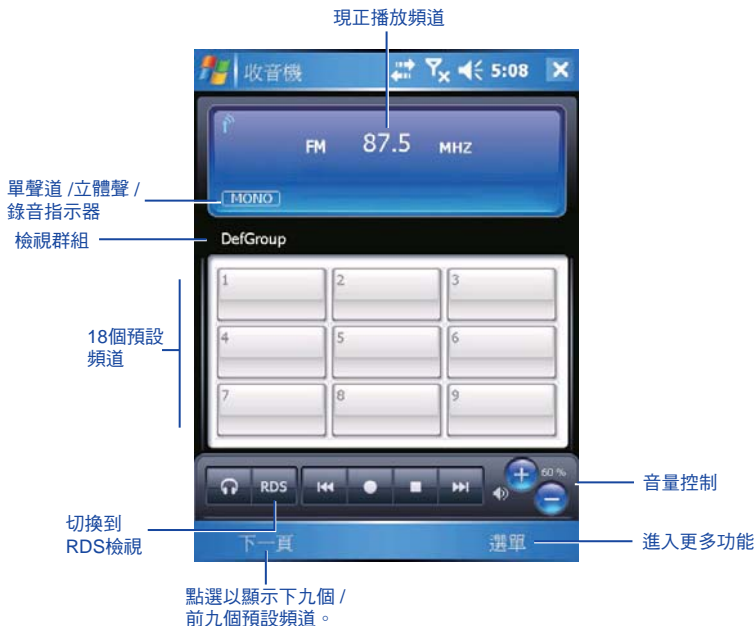 現正播放頻道
收音機
5:08
FM 87.5 MHZ
單聲道 /立體聲 /
錄音指示器
MONO
檢視群組
DefGroup
1 2 3
18個預設
頻道
4 5 6
7 8 9
RDS
60 %
音量控制
切換到
RDS檢視
下一頁
選單
進入更多功能
點選以顯示下九個 /
前九個預設頻道。